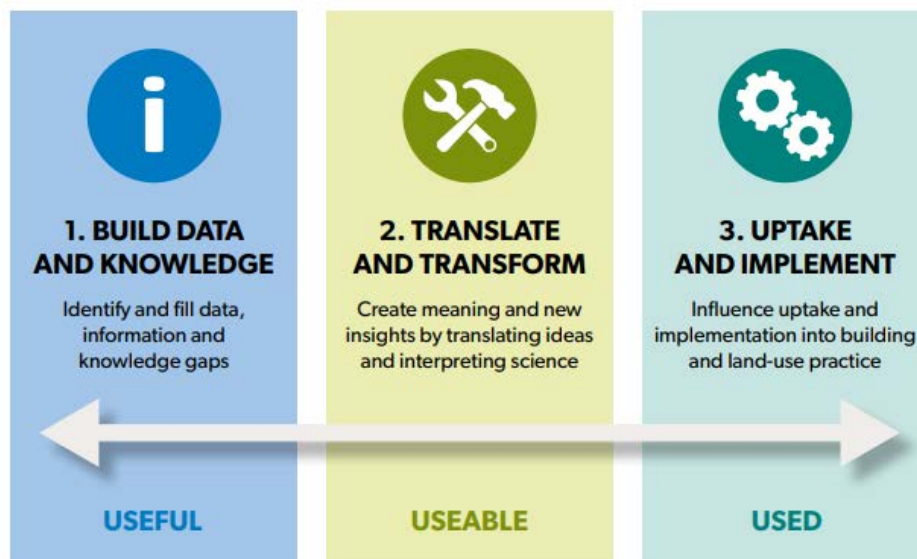 1. BUILD DATA
AND KNOWLEDGE
Identify and fill data,
information and
knowledge gaps
USEFUL
2. TRANSLATE
AND TRANSFORM
Create meaning and new
insights by translating ideas
and interpreting science
USEABLE
3. UPTAKE
AND IMPLEMENT
Influence uptake and
implementation into building
and land-use practice
USED